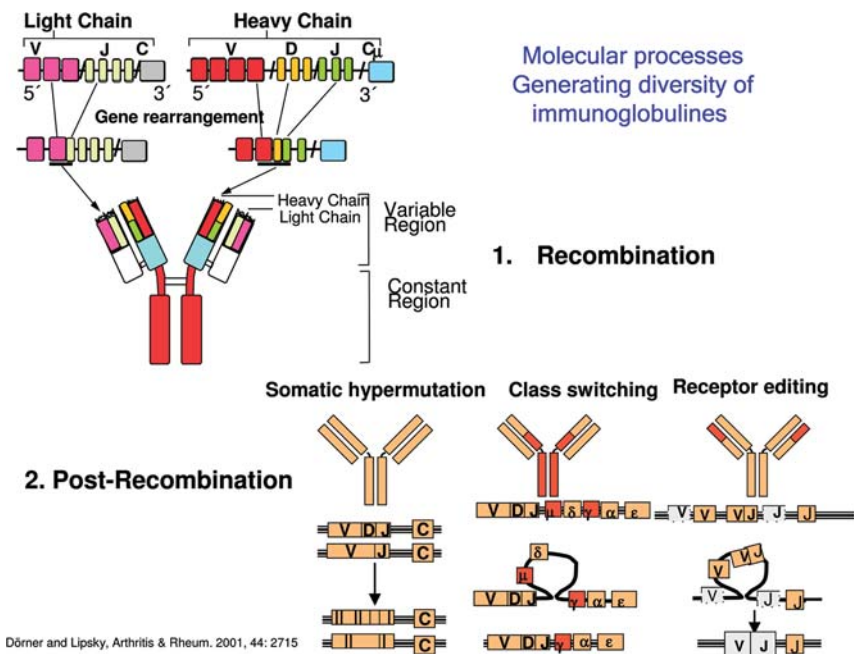 Light Chain
V J C
5´ 3´
Heavy Chain
V D J Cμ
5´ 3´
Gene rearrangement
Molecular processes
Generating diversity of
immunoglobulines
Heavy Chain
Light Chain
Variable
Region
Constant
Region
1. Recombination
2. Post-Recombination
Somatic hypermutation
V D J C
V J C
C
C
Class switching
V D J μ δ γ α ε
δ
μ
V D J γ α ε
V D J γ α ε
Receptor editing
V V V J J J
V V J
V J J
V J J
Dörner and Lipsky, Arthritis & Rheum. 2001, 44: 2715